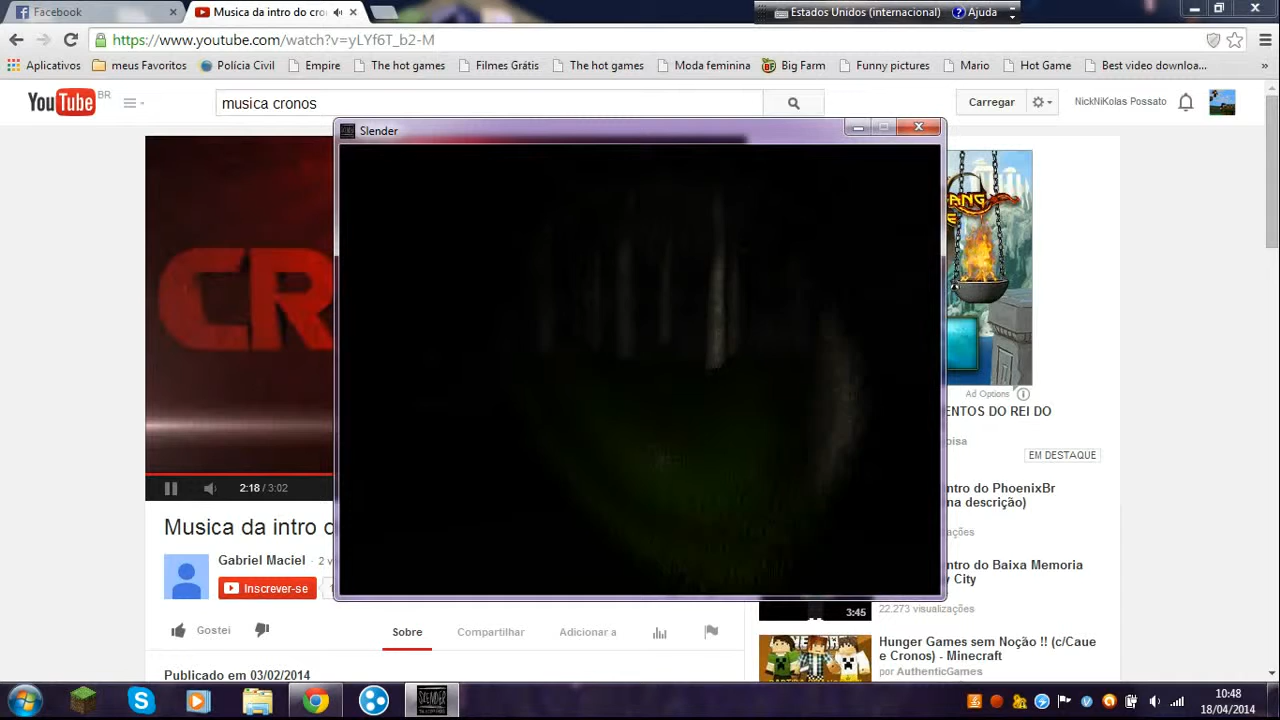 Facebook
Musica da intro do cro
Estados Unidos (internacional)
Ajuda
https://www.youtube.com/watch?v=yLYf6T_b2-M
Aplicativos
meus Favoritos
Polícia Civil
Empire
The hot games
Filmes Grátis
The hot games
Moda feminina
Big Farm
Funny pictures
Mario
Hot Game
Best video downloa...
»
YouTube BR
musica cronos
Carregar
NickNiKolas Possato
Slender
CR
ANG
E
Ad Options
ENTOS DO REI DO
oisa
EM DESTAQUE
2:18 / 3:02
ntro do PhoenixBr
na descrição)
ações
Musica da intro d
Gabriel Maciel · 2 v
Inscrever-se
ntro do Baixa Memoria
y City
22.273 visualizações
3:45
Gostei
Sobre
Compartilhar
Adicionar a
Hunger Games sem Noção !! (c/Caue
e Cronos) - Minecraft
por AuthenticGames
Publicado em 03/02/2014
SLENDER
10:48
18/04/2014